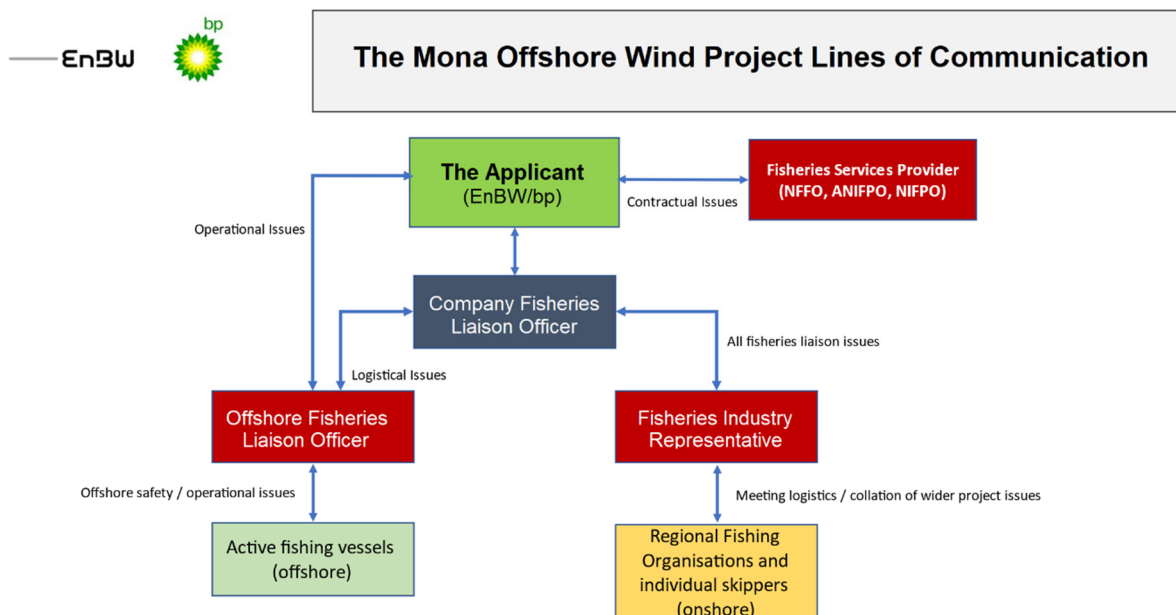 bp
EnBW
The Mona Offshore Wind Project Lines of Communication
The Applicant
(EnBW/bp)
Fisheries Services Provider
(NFFO, ANIFPO, NIFPO)
Contractual Issues
Operational Issues
Company Fisheries
Liaison Officer
All fisheries liaison issues
Logistical Issues
Offshore Fisheries
Liaison Officer
Fisheries Industry
Representative
Offshore safety / operational issues
Meeting logistics / collation of wider project issues
Active fishing vessels
(offshore)
Regional Fishing
Organisations and
individual skippers
(onshore)